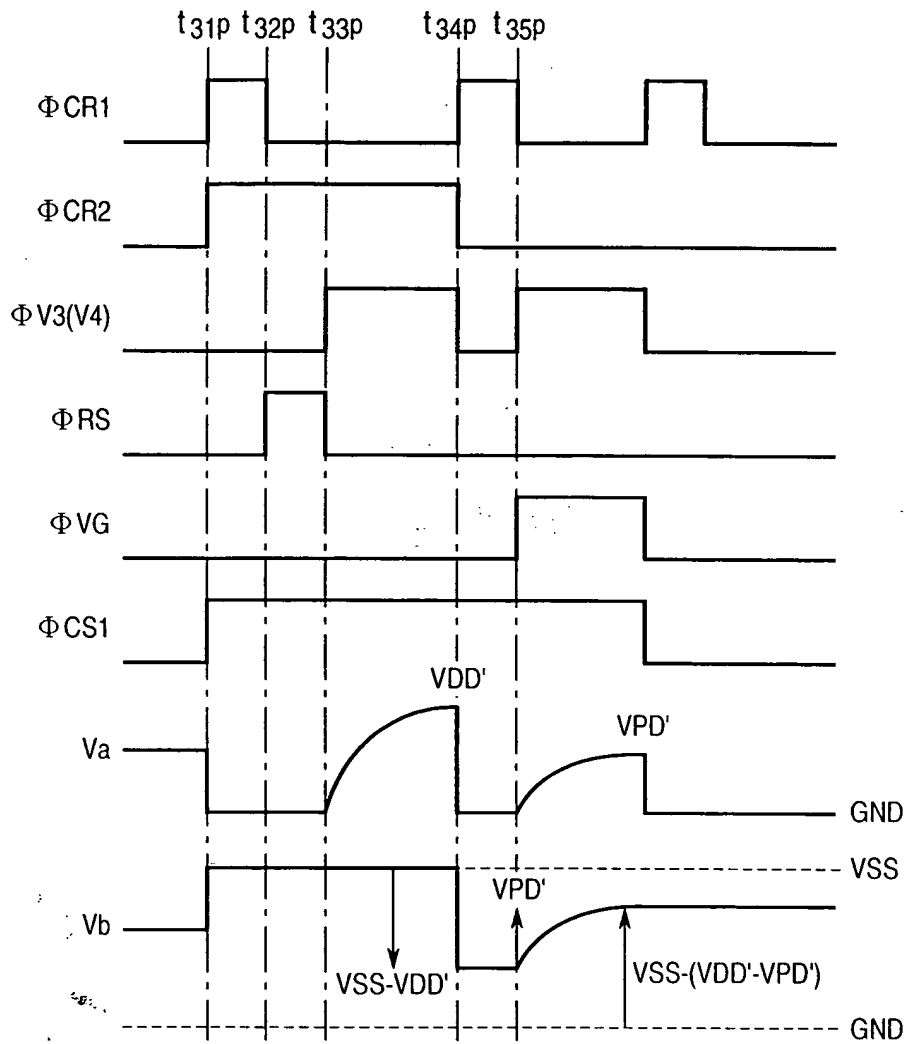 t31p t32p t33p t34p t35p
ΦCR1
ΦCR2
ΦV3(V4)
ΦRS
ΦVG
ΦCS1
VDD'
VPD'
Va
GND
VSS
VPD'
Vb
VSS-VDD'
VSS-(VDD'-VPD')
GND